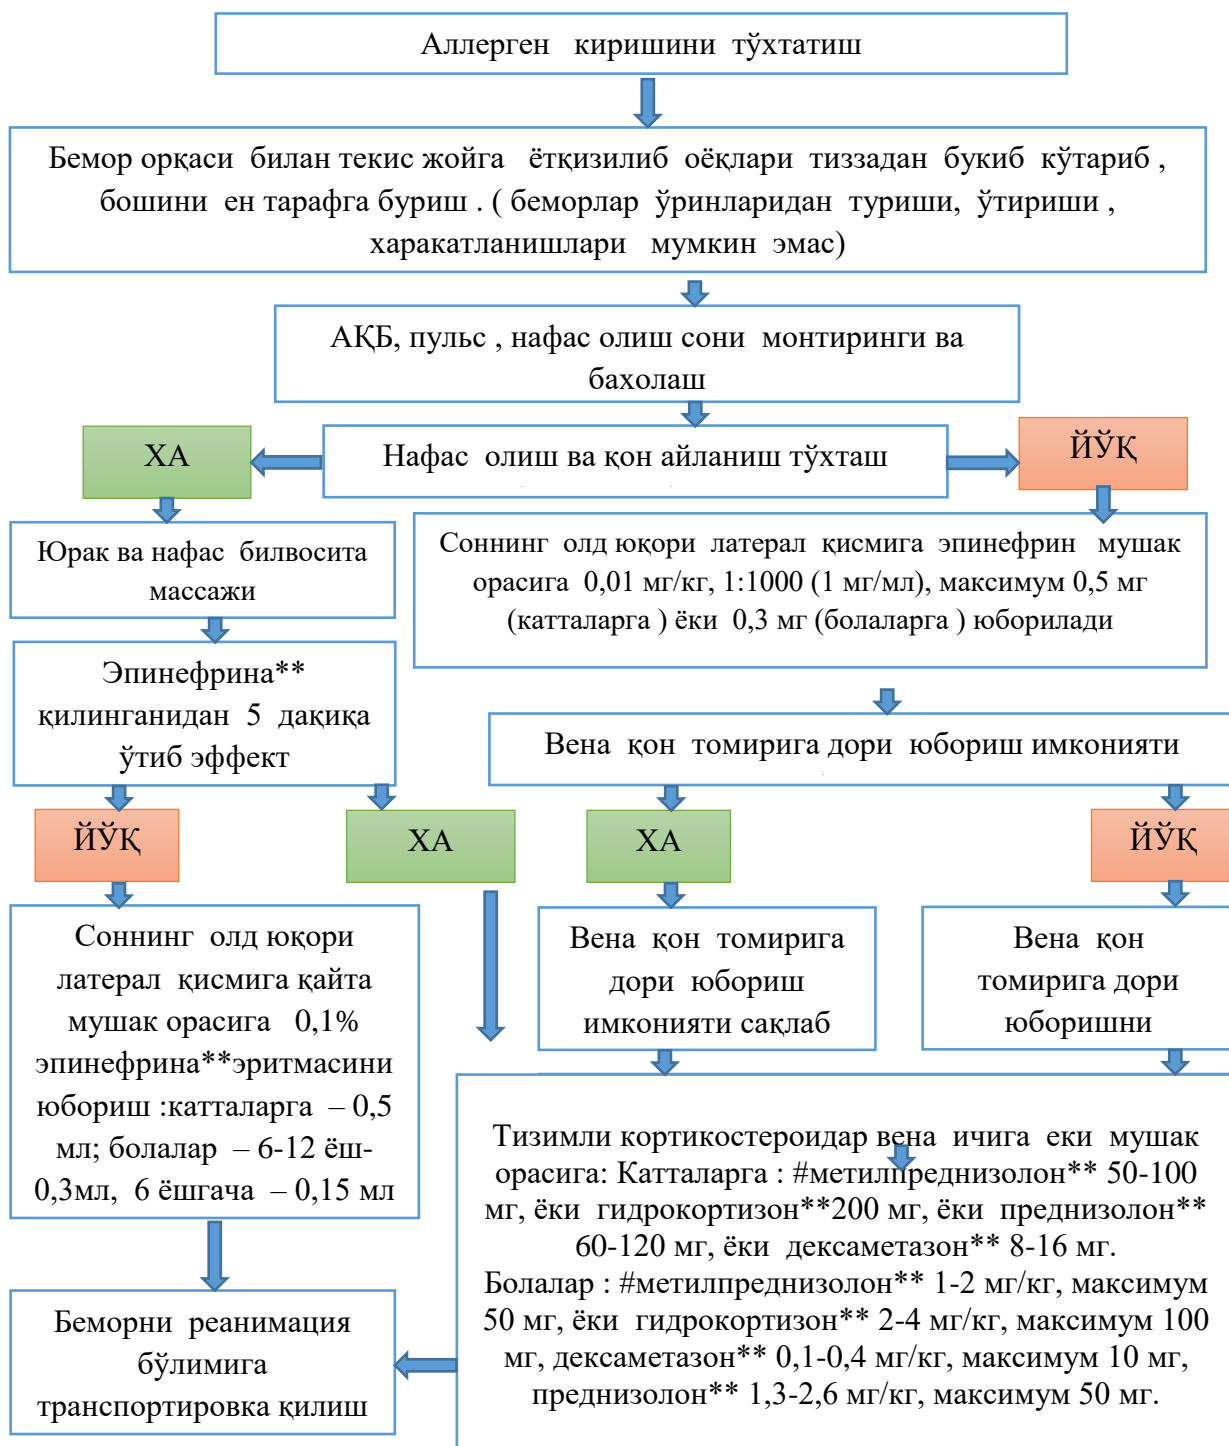 Аллерген киришини тўхтатиш
Бемор орқаси билан текис жойга ётқизилиб оёқлари тиззадан букиб кўтариб ,
бошини ен тарафга буриш . ( беморлар ўринларидан туриши, ўтириши ,
харакатланишлари мумкин эмас)
АҚБ, пульс , нафас олиш сони монтиринги ва
бахолаш
ХА
Нафас олиш ва қон айланиш тўхташ
ЙЎҚ
Юрак ва нафас билвосита
массажи
Соннинг олд юқори латерал қисмига эпинефрин мушак
орасига 0,01 мг/кг, 1:1000 (1 мг/мл), максимум 0,5 мг
(катталарга ) ёки 0,3 мг (болаларга ) юборилади
Эпинефрина**
қилинганидан 5 дақиқа
ўтиб эффект
Вена қон томирига дори юбориш имконияти
ЙЎҚ
ХА
ХА
ЙЎҚ
Соннинг олд юқори
латерал қисмига қайта
мушак орасига 0,1%
эпинефрина**эритмасини
юбориш :катталарга – 0,5
мл; болалар – 6-12 ёш-
0,3мл, 6 ёшгача – 0,15 мл
Вена қон томирига
дори юбориш
имконияти сақлаб
Вена қон
томирига дори
юборишни
Тизимли кортикостероидар вена ичига еки мушак
орасига: Катталарга : #метилпреднизолон** 50-100
мг, ёки гидрокортизон**200 мг, ёки преднизолон**
60-120 мг, ёки дексаметазон** 8-16 мг.
Болалар : #метилпреднизолон** 1-2 мг/кг, максимум
50 мг, ёки гидрокортизон** 2-4 мг/кг, максимум 100
мг, дексаметазон** 0,1-0,4 мг/кг, максимум 10 мг,
преднизолон** 1,3-2,6 мг/кг, максимум 50 мг.
Беморни реанимация
бўлимига
транспортировка қилиш